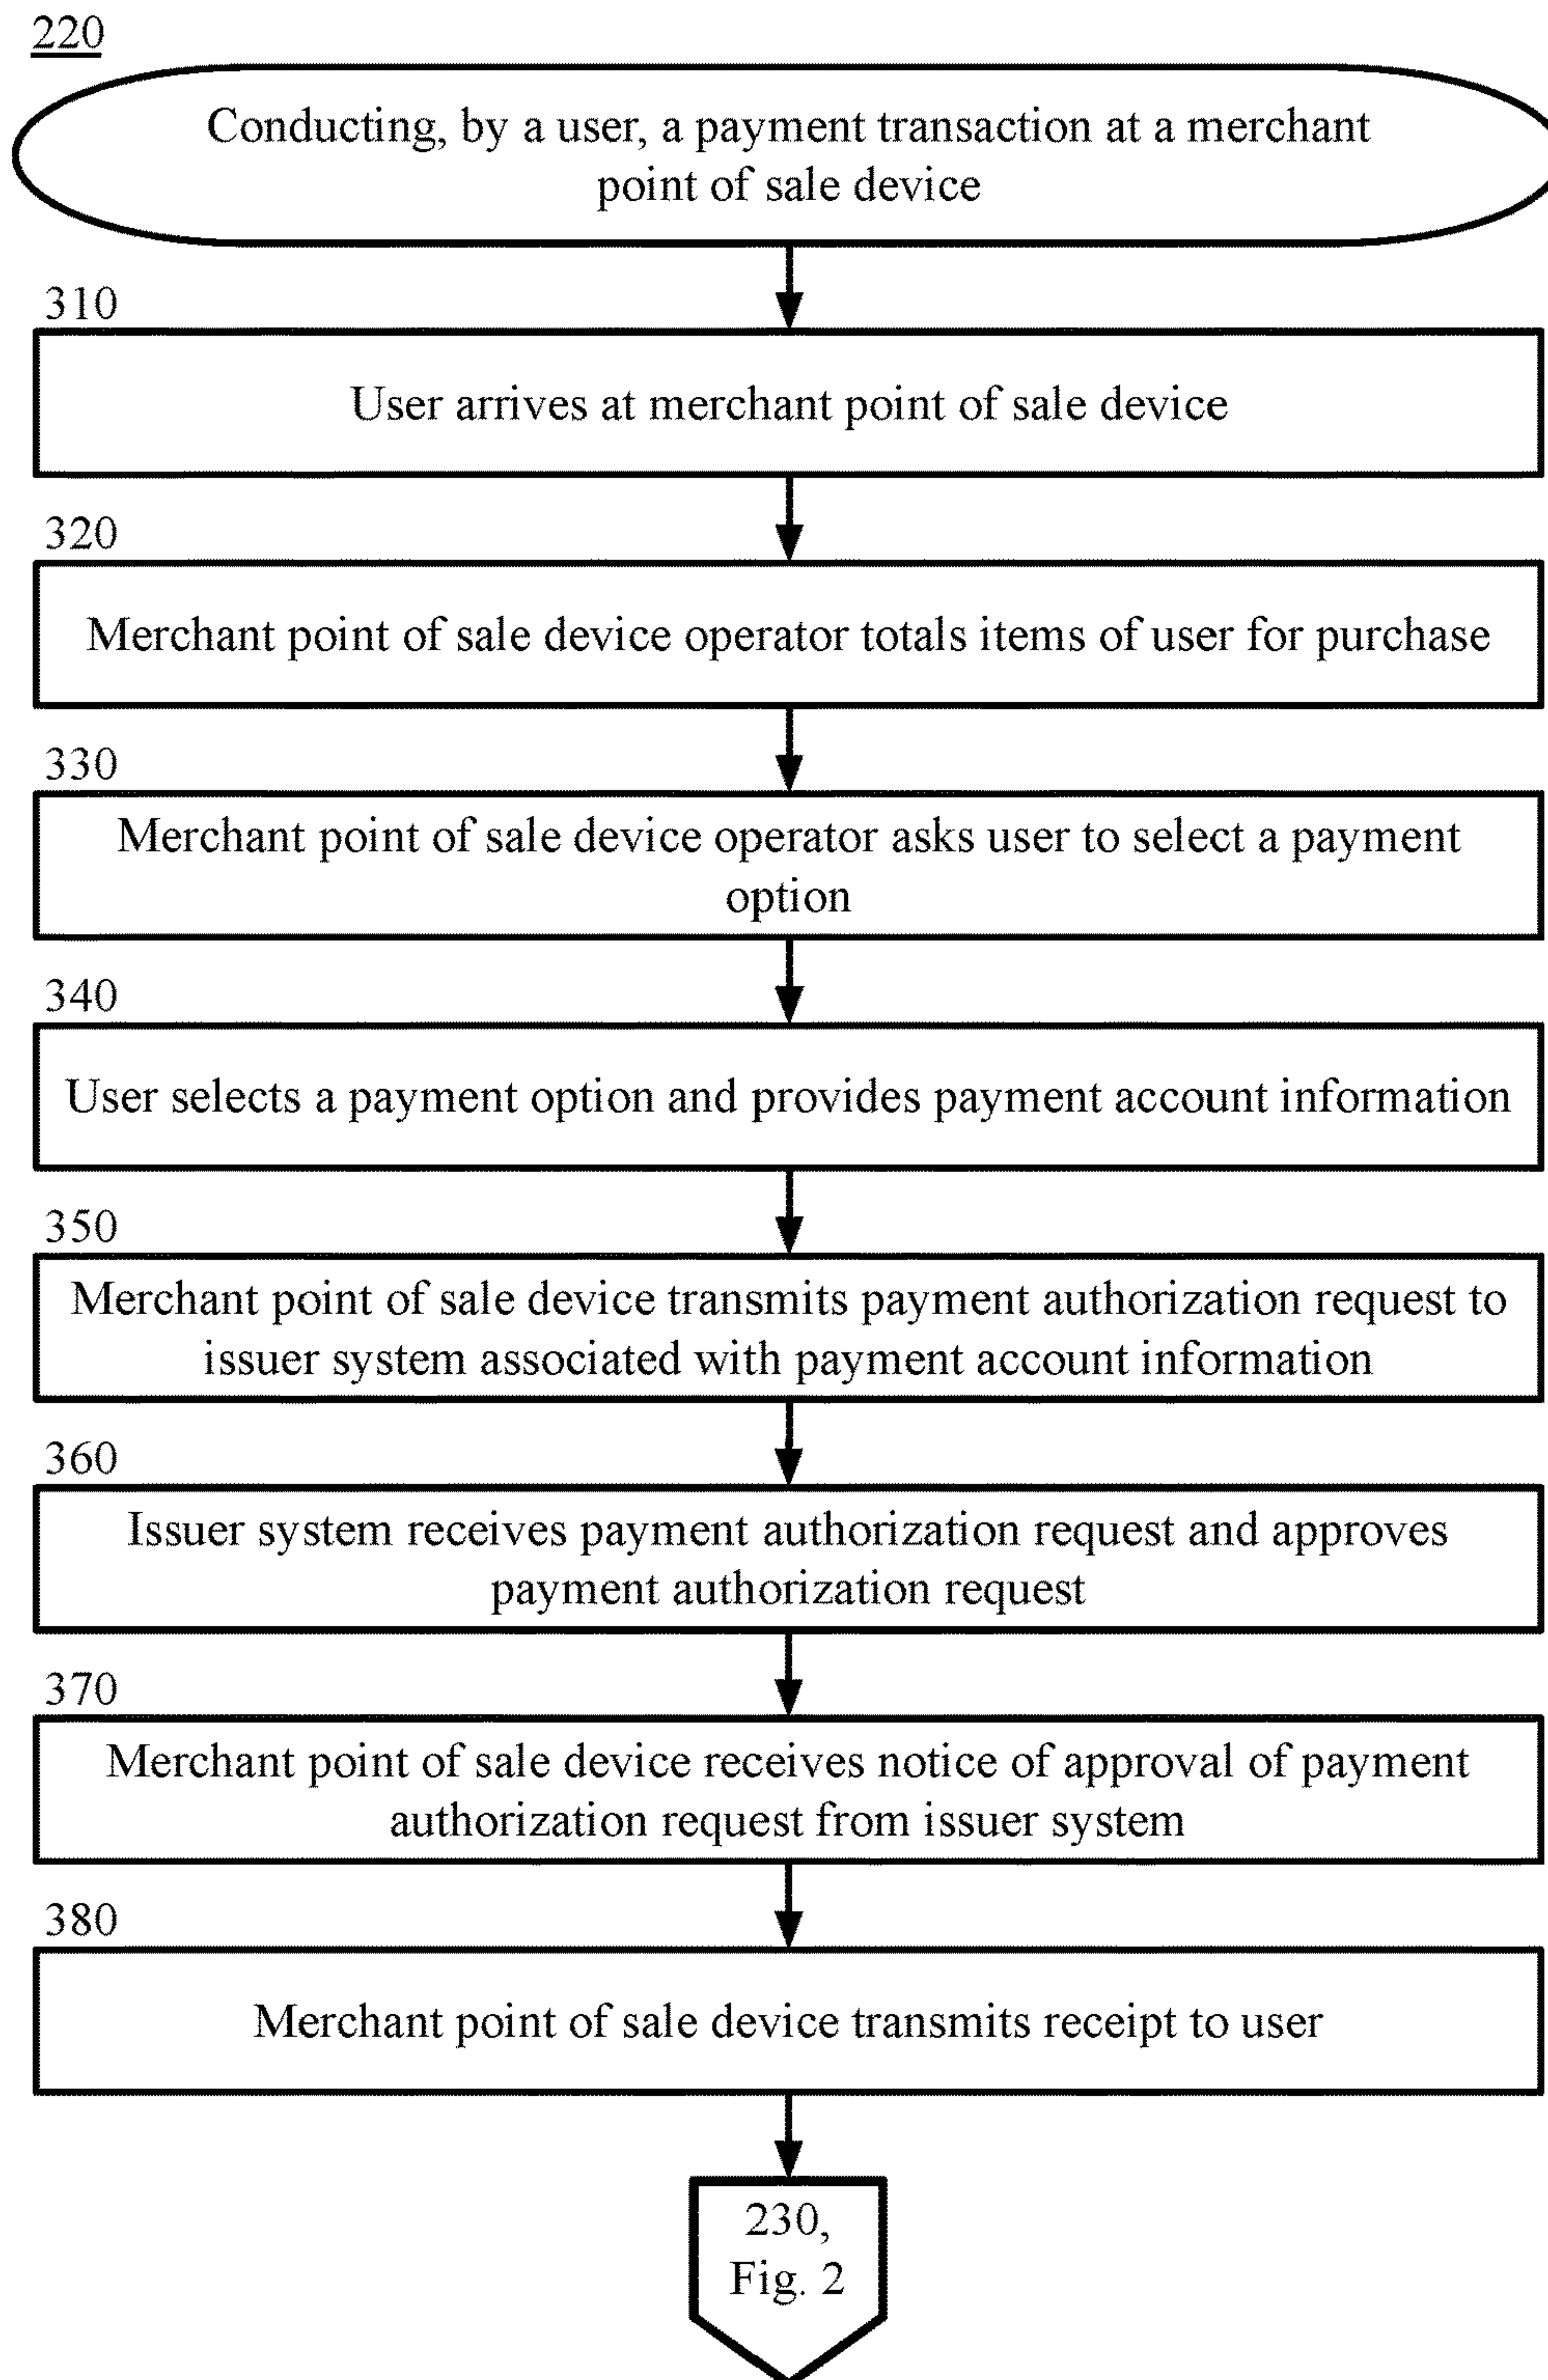 220
Conducting, by a user, a payment transaction at a merchant
point of sale device
310
User arrives at merchant point of sale device
320
Merchant point of sale device operator totals items of user for purchase
330
Merchant point of sale device operator asks user to select a payment
option
340
User selects a payment option and provides payment account information
350
Merchant point of sale device transmits payment authorization request to
issuer system associated with payment account information
360
Issuer system receives payment authorization request and approves
payment authorization request
370
Merchant point of sale device receives notice of approval of payment
authorization request from issuer system
380
Merchant point of sale device transmits receipt to user
230,
Fig. 2